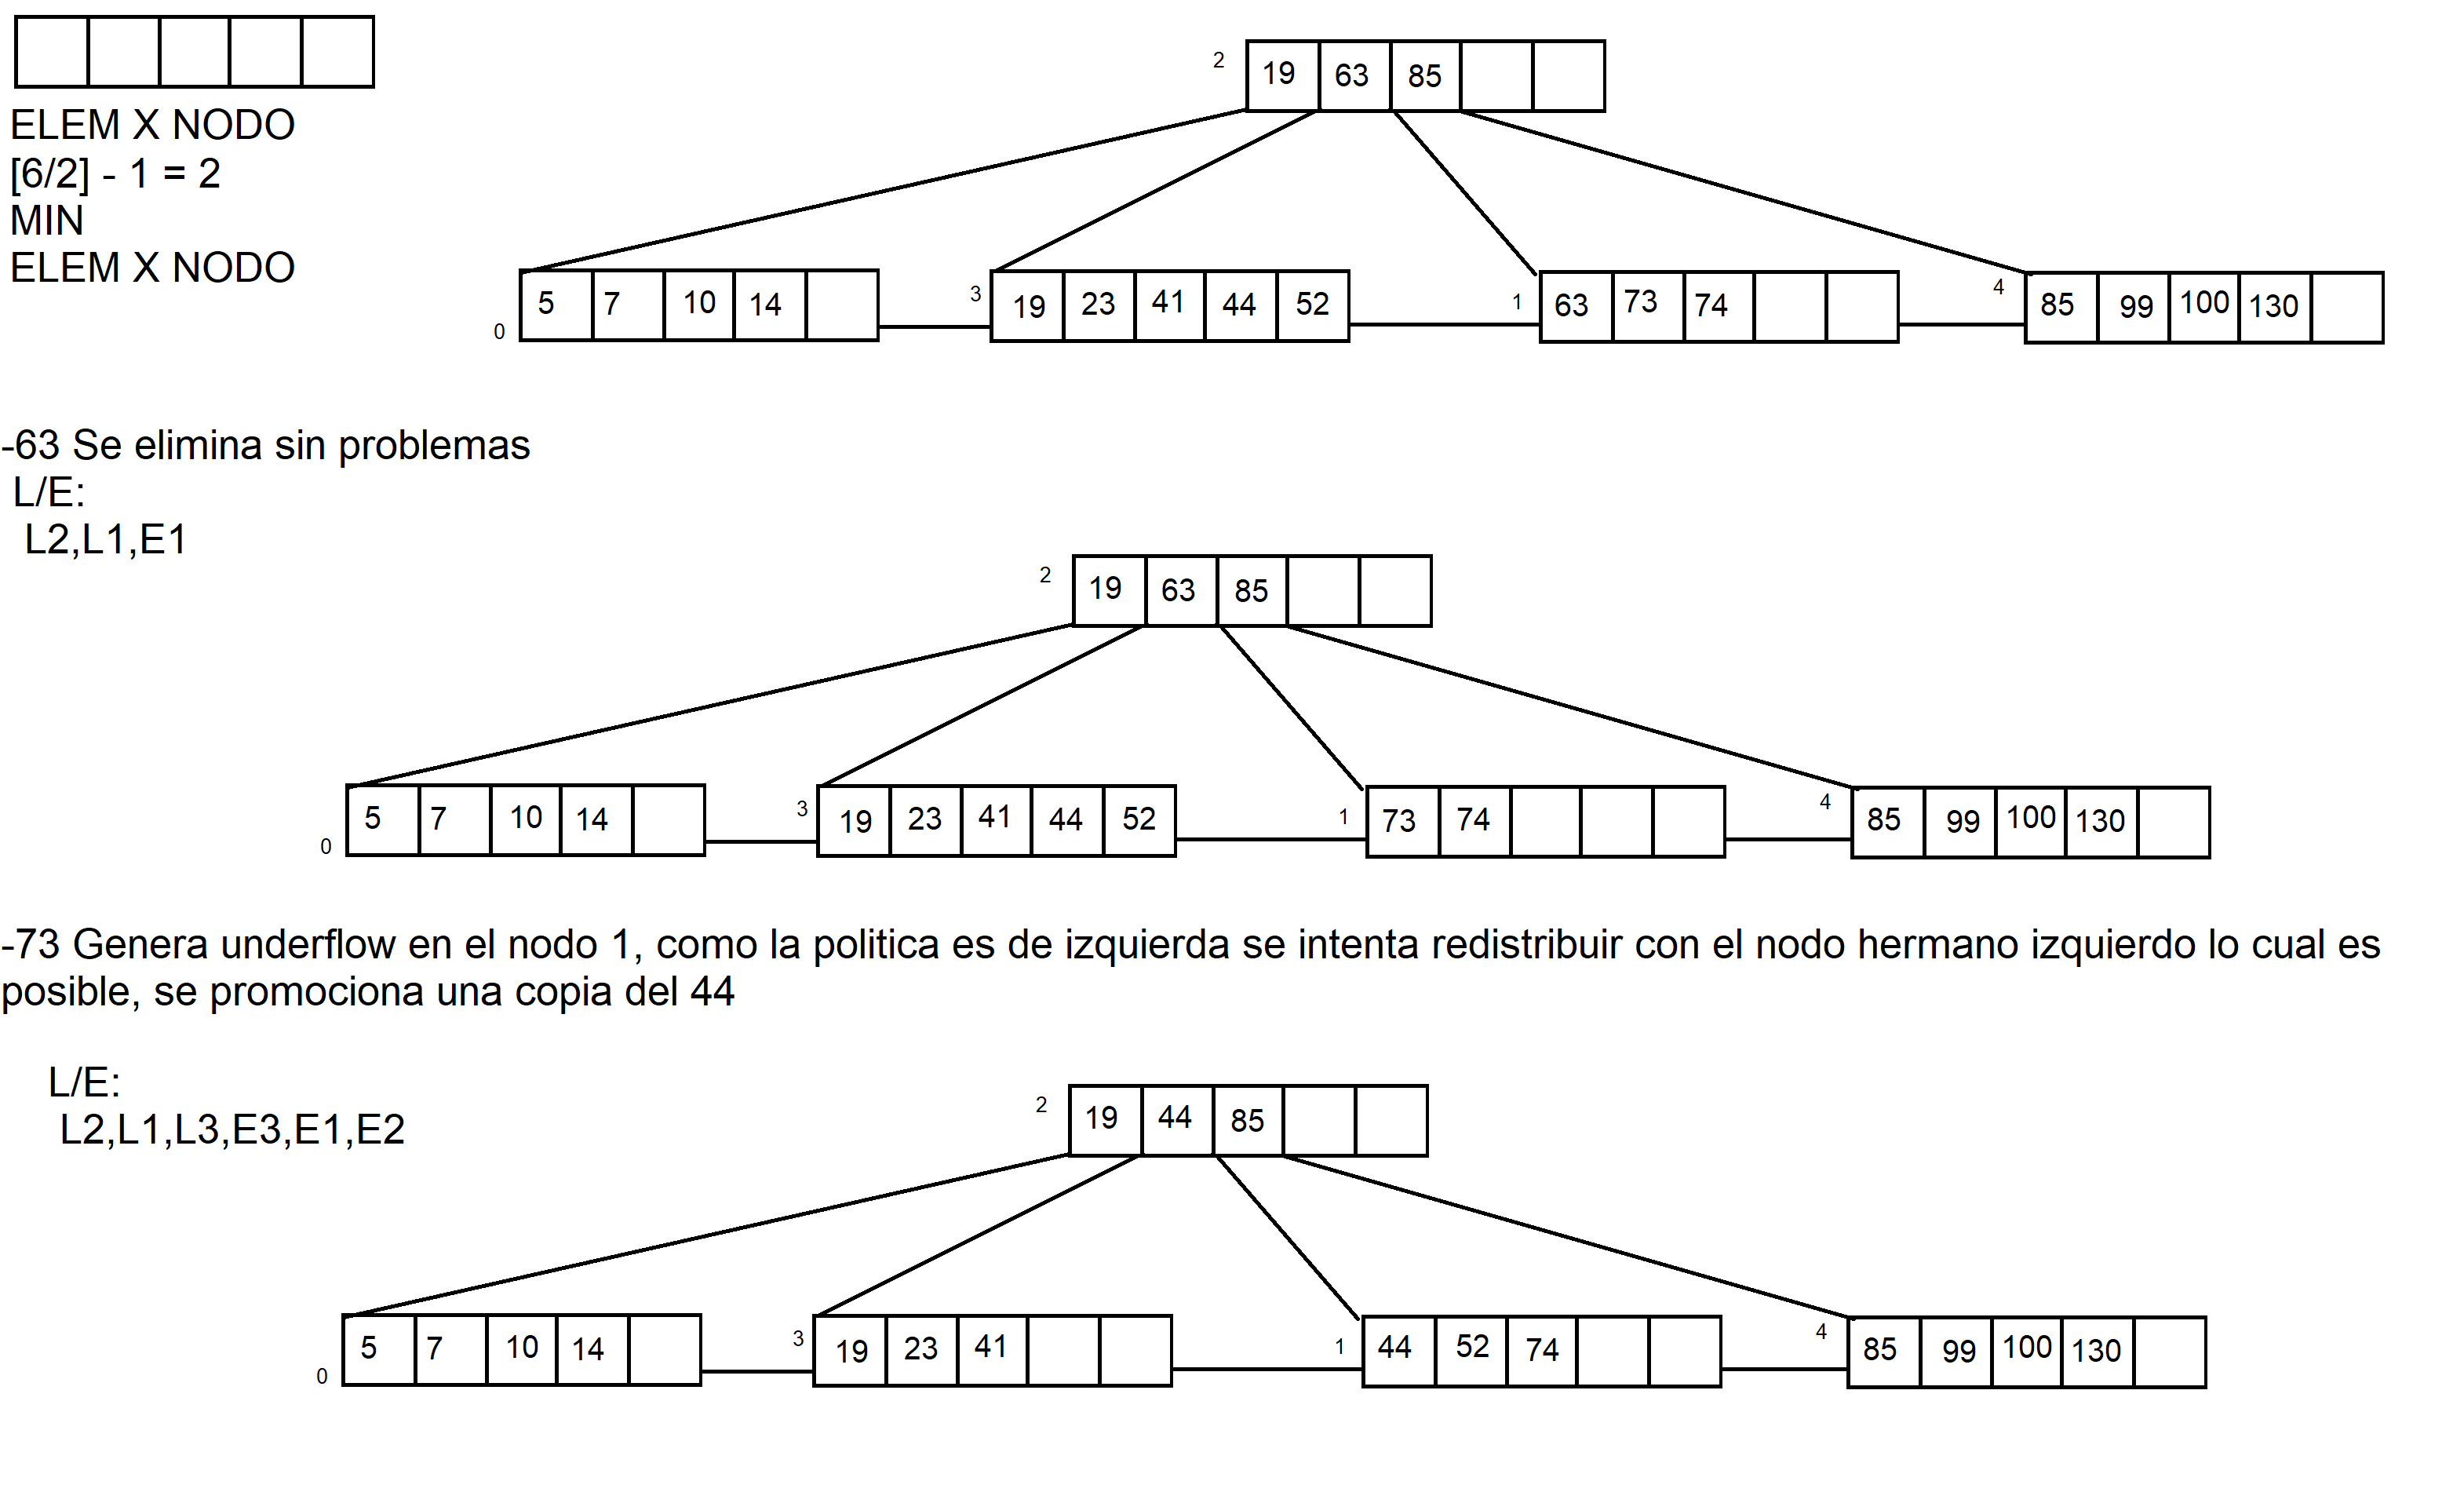 ELEM X NODO
[6/2] - 1 = 2
MIN
ELEM X NODO
2 19 63 85
0 5 7 10 14
3 19 23 41 44 52
1 63 73 74
4 85 99 100 130
-63 Se elimina sin problemas
L/E:
L2,L1,E1
2 19 63 85
0 5 7 10 14
3 19 23 41 44 52
1 73 74
4 85 99 100 130
-73 Genera underflow en el nodo 1, como la politica es de izquierda se intenta redistribuir con el nodo hermano izquierdo lo cual es
posible, se promociona una copia del 44
L/E:
L2,L1,L3,E3,E1,E2
2 19 44 85
0 5 7 10 14
3 19 23 41
1 44 52 74
4 85 99 100 130